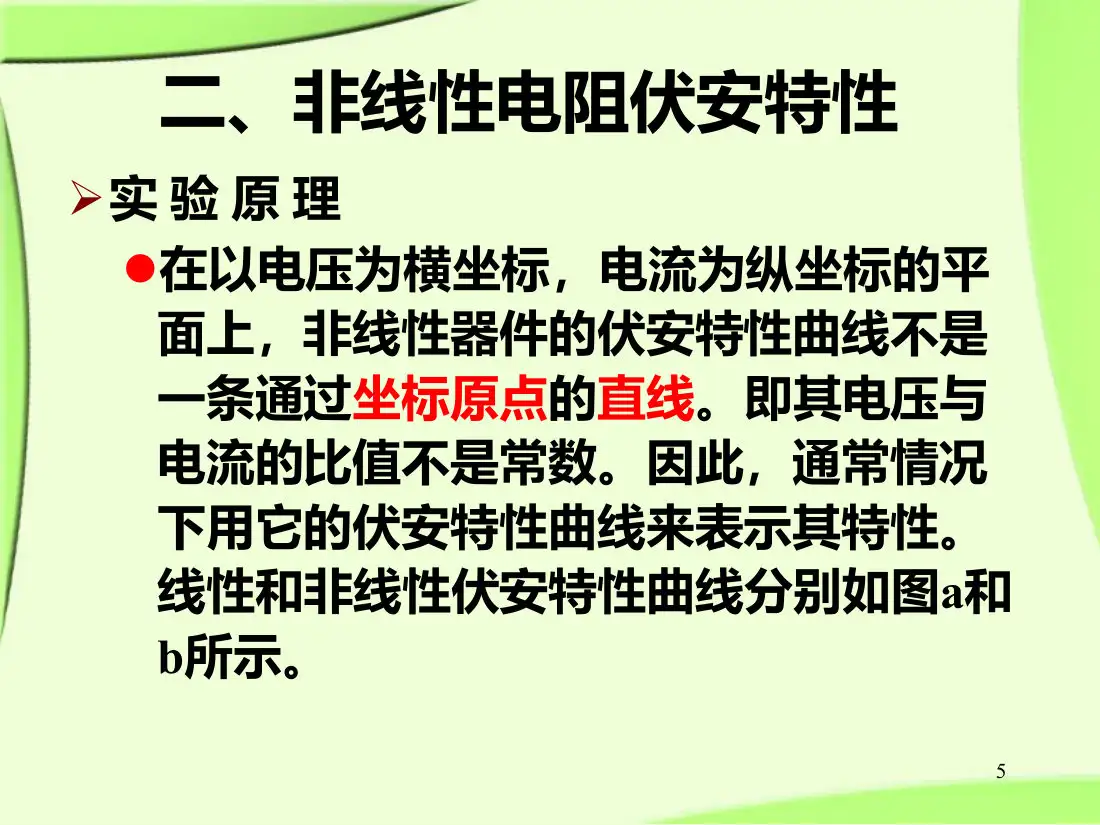 二、非线性电阻伏安特性
实 验 原 理
在以电压为横坐标，电流为纵坐标的平
面上，非线性器件的伏安特性曲线不是
一条通过坐标原点的直线。即其电压与
电流的比值不是常数。因此，通常情况
下用它的伏安特性曲线来表示其特性。
线性和非线性伏安特性曲线分别如图a和
b所示。
5